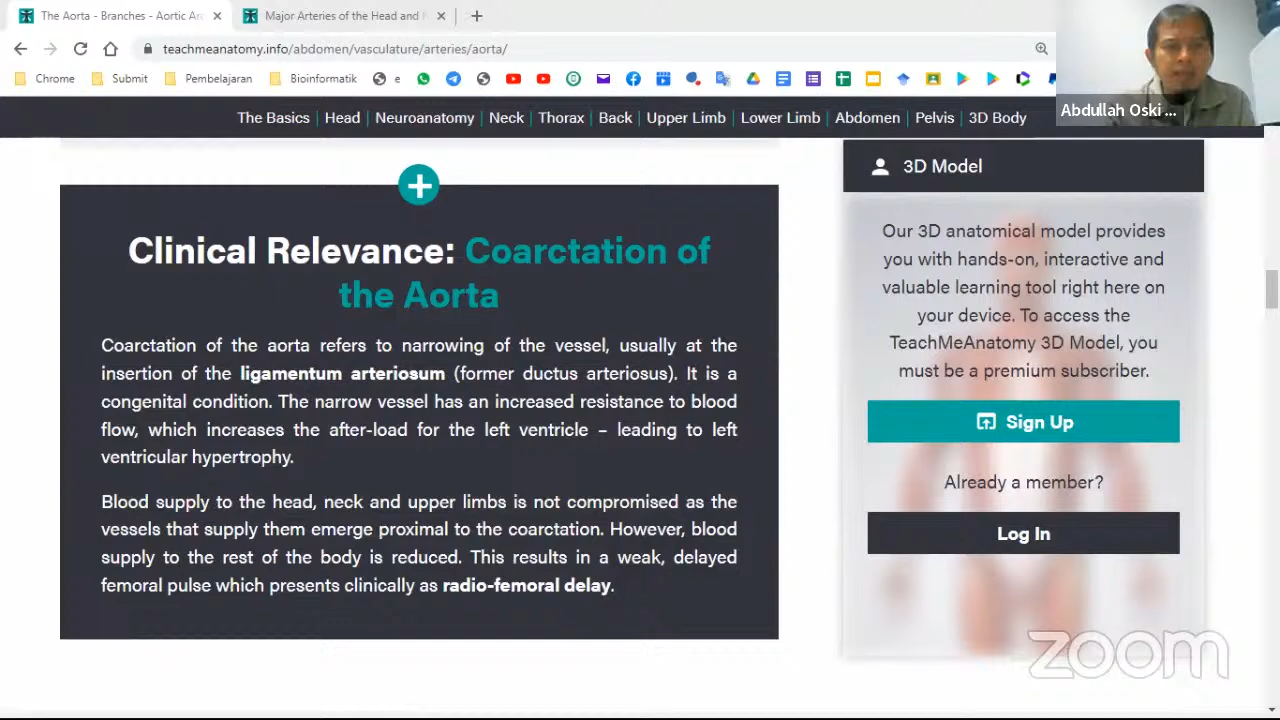 The Aorta - Branches - Aortic Ar
Major Arteries of the Head and
teachmeanatomy.info/abdomen/vasculature/arteries/aorta/
Chrome Submit Pembelajaran Bioinformatik e
Abdullah Oski ...
The Basics | Head | Neuroanatomy | Neck | Thorax | Back | Upper Limb | Lower Limb | Abdomen | Pelvis | 3D Body
Clinical Relevance: Coarctation of
the Aorta
Coarctation of the aorta refers to narrowing of the vessel, usually at the
insertion of the ligamentum arteriosum (former ductus arteriosus). It is a
congenital condition. The narrow vessel has an increased resistance to blood
flow, which increases the after-load for the left ventricle – leading to left
ventricular hypertrophy.
Blood supply to the head, neck and upper limbs is not compromised as the
vessels that supply them emerge proximal to the coarctation. However, blood
supply to the rest of the body is reduced. This results in a weak, delayed
femoral pulse which presents clinically as radio-femoral delay.
3D Model
Our 3D anatomical model provides
you with hands-on, interactive and
valuable learning tool right here on
your device. To access the
TeachMeAnatomy 3D Model, you
must be a premium subscriber.
Sign Up
Already a member?
Log In
zoom